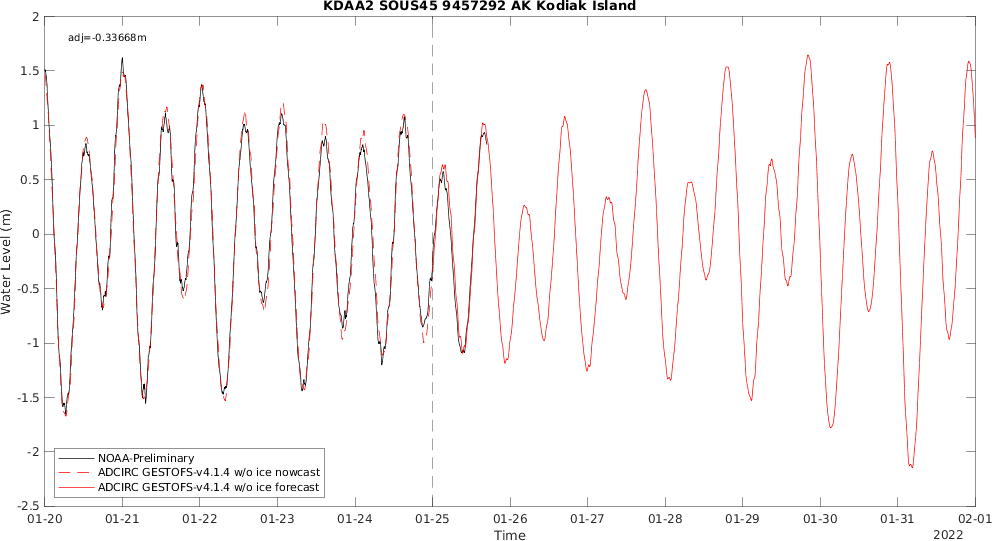 KDAA2 SOUS45 9457292 AK Kodiak Island
adj=-0.33668m
2
1.5
1
0.5
0
-0.5
-1
-1.5
-2
-2.5
Water Level (m)
NOAA-Preliminary
ADCIRC GESTOFS-v4.1.4 w/o ice nowcast
ADCIRC GESTOFS-v4.1.4 w/o ice forecast
01-20 01-21 01-22 01-23 01-24 01-25 01-26 01-27 01-28 01-29 01-30 01-31 02-01
Time
2022